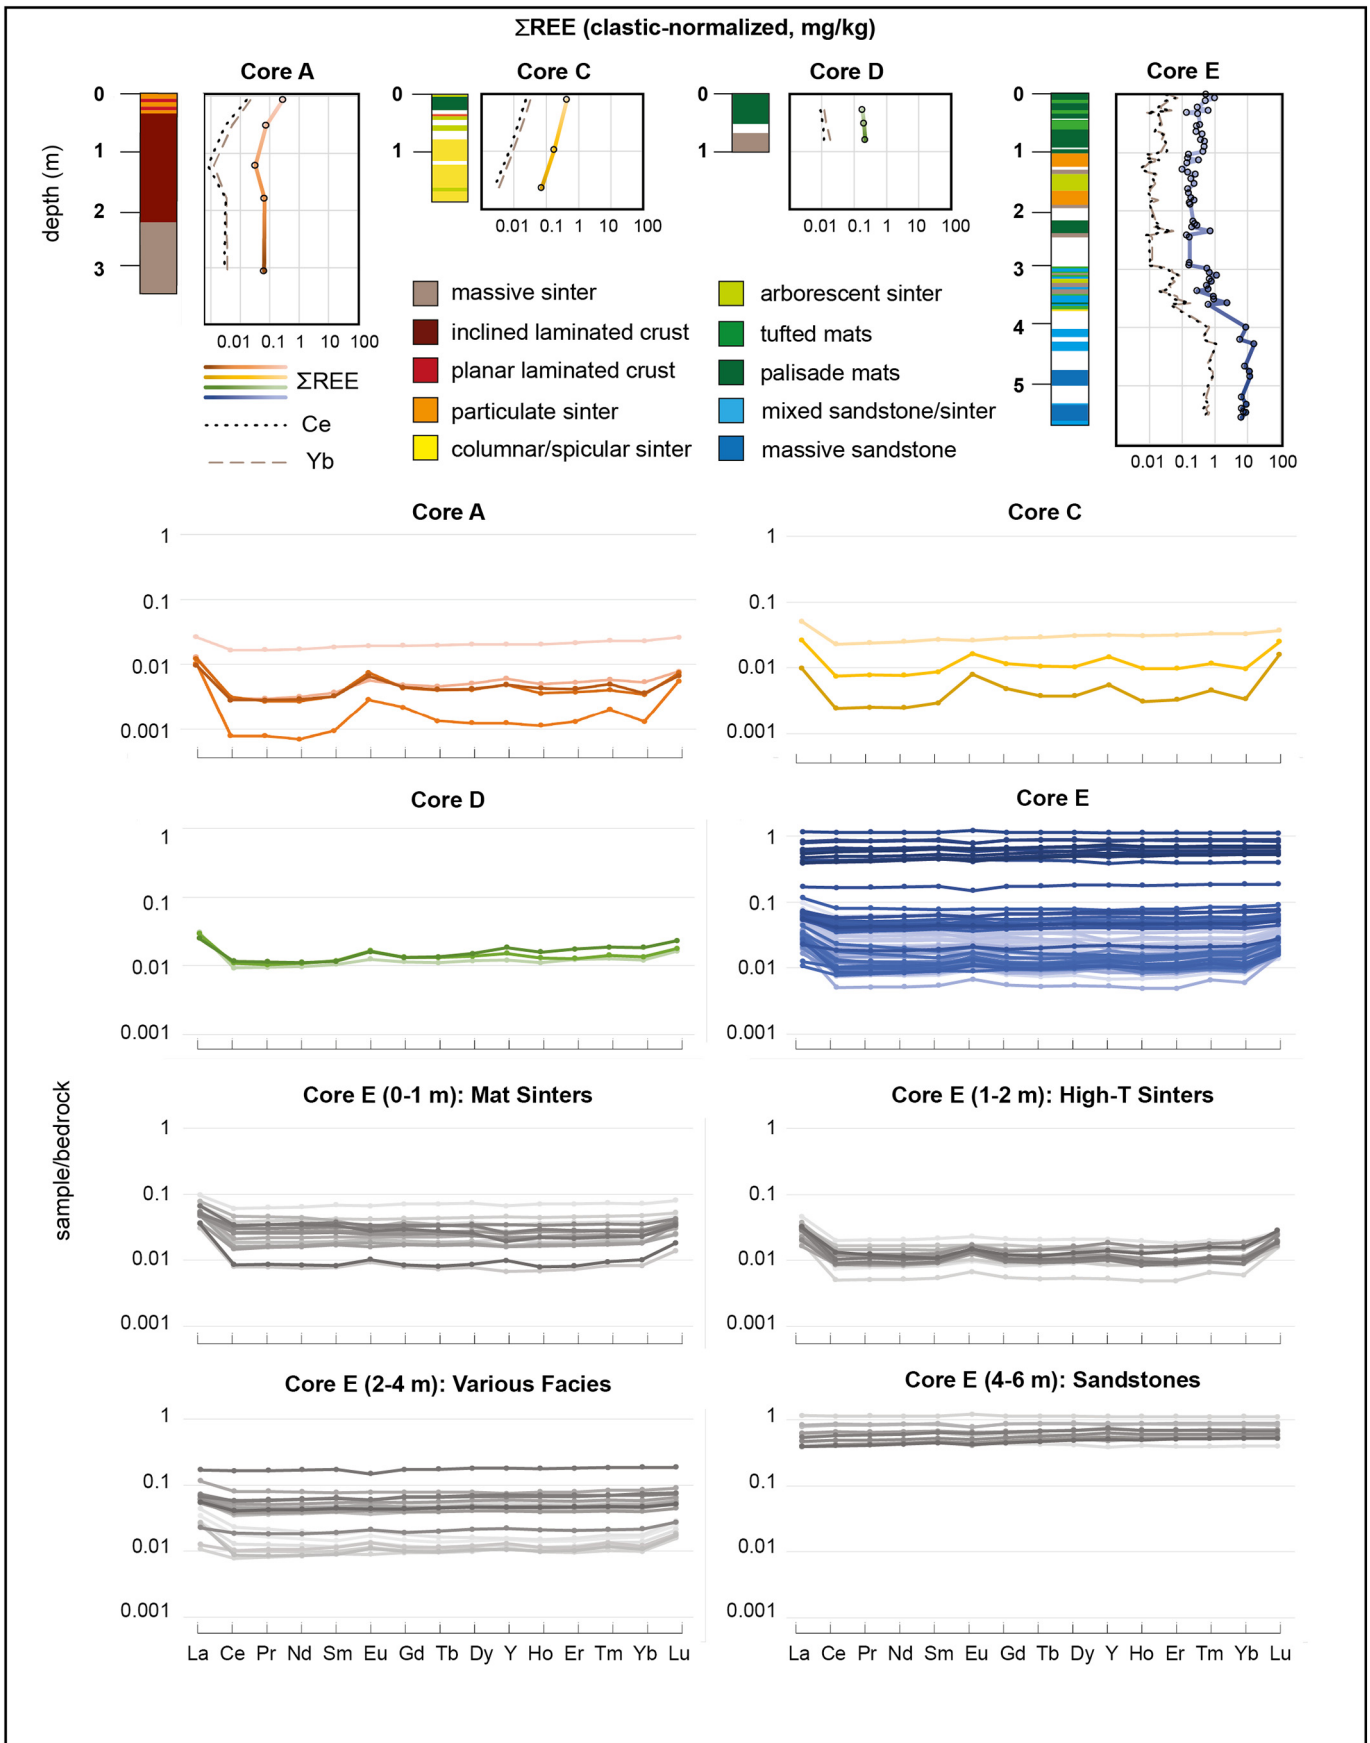 ΣREE (clastic-normalized, mg/kg)
Core A
Core C
Core D
Core E
0
1
2
3
depth (m)
0.01 0.1 1 10 100
0
1
0.01 0.1 1 10 100
0
1
0.01 0.1 1 10 100
0
1
2
3
4
5
0.01 0.1 1 10 100
ΣREE
Ce
Yb
massive sinter
inclined laminated crust
planar laminated crust
particulate sinter
columnar/spicular sinter
arborescent sinter
tufted mats
palisade mats
mixed sandstone/sinter
massive sandstone
Core A
1
0.1
0.01
0.001
Core C
1
0.1
0.01
0.001
Core D
1
0.1
0.01
0.001
Core E
1
0.1
0.01
0.001
sample/bedrock
Core E (0-1 m): Mat Sinters
1
0.1
0.01
0.001
Core E (1-2 m): High-T Sinters
1
0.1
0.01
0.001
Core E (2-4 m): Various Facies
1
0.1
0.01
0.001
La Ce Pr Nd Sm Eu Gd Tb Dy Y Ho Er Tm Yb Lu
Core E (4-6 m): Sandstones
1
0.1
0.01
0.001
La Ce Pr Nd Sm Eu Gd Tb Dy Y Ho Er Tm Yb Lu